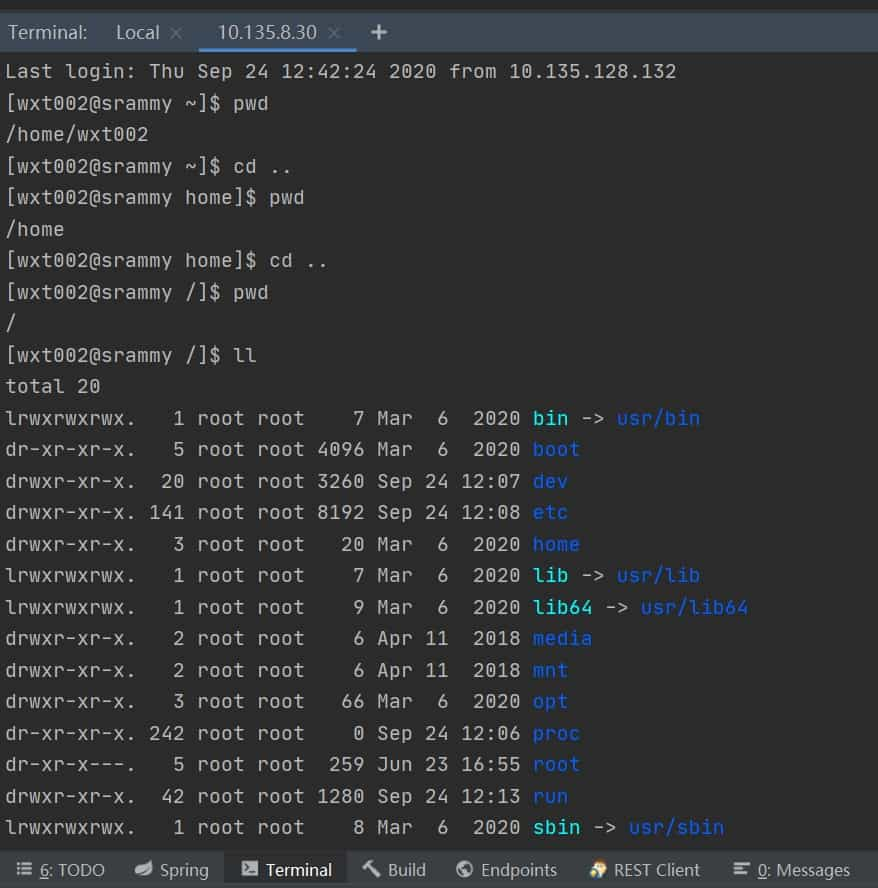 Terminal: Local × 10.135.8.30 × +
Last login: Thu Sep 24 12:42:24 2020 from 10.135.128.132
[wxt002@srammy ~]$ pwd
/home/wxt002
[wxt002@srammy ~]$ cd ..
[wxt002@srammy home]$ pwd
/home
[wxt002@srammy home]$ cd ..
[wxt002@srammy /]$ pwd
/
[wxt002@srammy /]$ ll
total 20
lrwxrwxrwx.   1 root root    7 Mar  6  2020 bin -> usr/bin
dr-xr-xr-x.   5 root root 4096 Mar  6  2020 boot
drwxr-xr-x.  20 root root 3260 Sep 24 12:07 dev
drwxr-xr-x. 141 root root 8192 Sep 24 12:08 etc
drwxr-xr-x.   3 root root   20 Mar  6  2020 home
lrwxrwxrwx.   1 root root    7 Mar  6  2020 lib -> usr/lib
lrwxrwxrwx.   1 root root    9 Mar  6  2020 lib64 -> usr/lib64
drwxr-xr-x.   2 root root    6 Apr 11  2018 media
drwxr-xr-x.   2 root root    6 Apr 11  2018 mnt
drwxr-xr-x.   3 root root   66 Mar  6  2020 opt
dr-xr-xr-x. 242 root root    0 Sep 24 12:06 proc
dr-xr-x---.   5 root root  259 Jun 23 16:55 root
drwxr-xr-x.  42 root root 1280 Sep 24 12:13 run
lrwxrwxrwx.   1 root root    8 Mar  6  2020 sbin -> usr/sbin
6: TODO Spring Terminal Build Endpoints REST Client 0: Messages